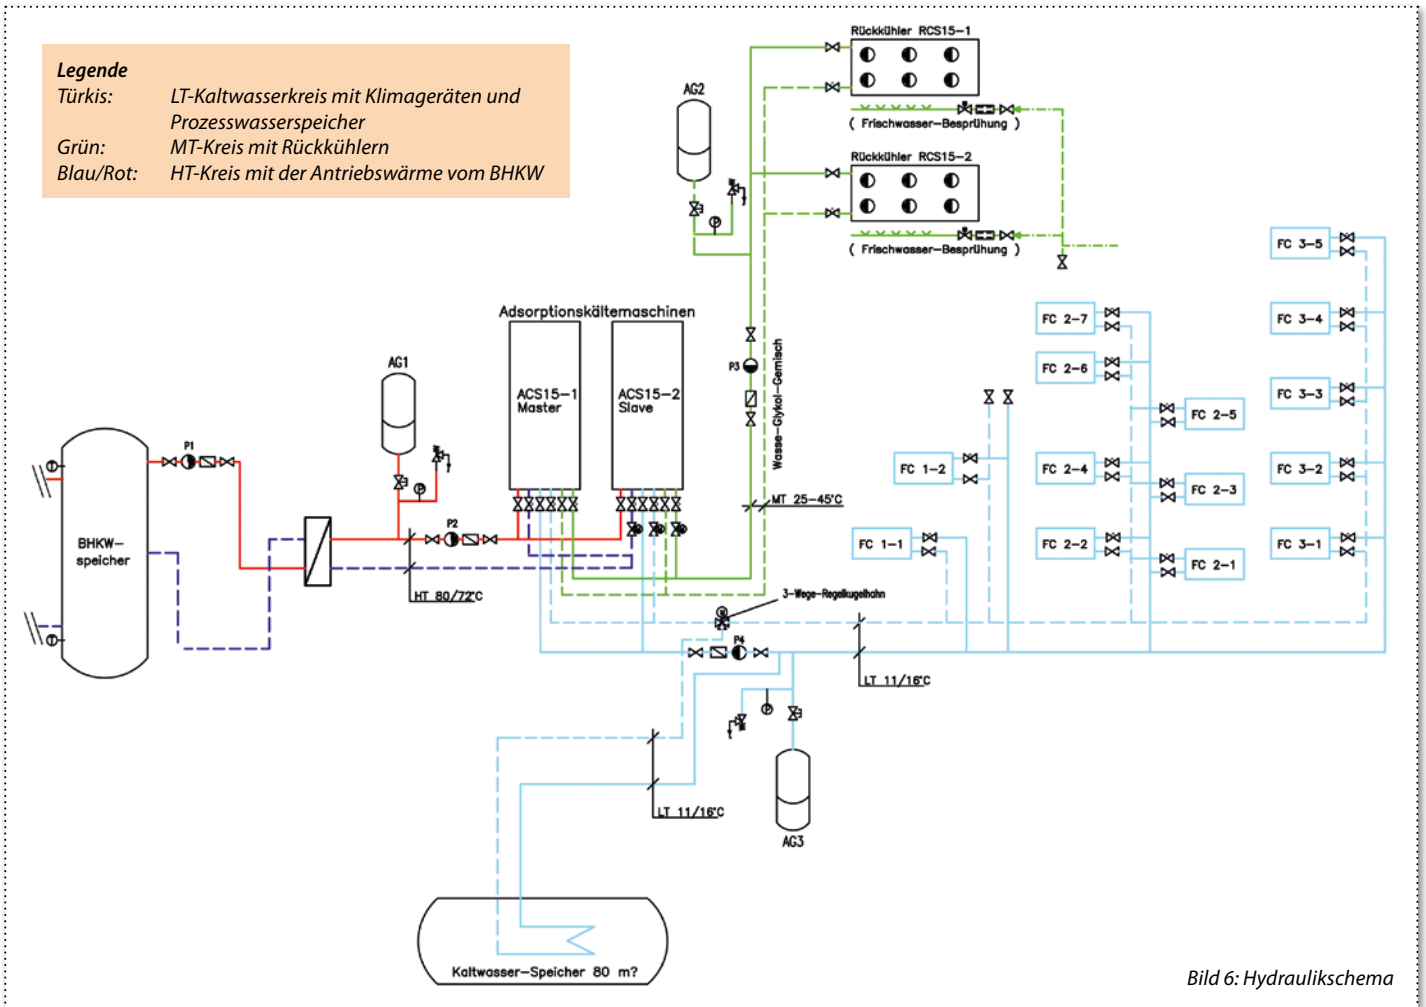 Legende
Türkis: LT-Kaltwasserkreis mit Klimageräten und
Prozesswasserspeicher
Grün: MT-Kreis mit Rückkühlern
Blau/Rot: HT-Kreis mit der Antriebswärme vom BHKW
Rückkühler RCS15-1
( Frischwasser-Besprühung )
Rückkühler RCS15-2
( Frischwasser-Besprühung )
AG2
P
Adsorptionskältemaschinen
ACS15-1
Master
ACS15-2
Slave
P3
Wasse-Glykol-Gemisch
MT 25-45°C
AG1
P
P1
P2
T
BHKW-
speicher
T
HT 80/72°C
FC 3-5
FC 3-4
FC 3-3
FC 3-2
FC 3-1
FC 2-7
FC 2-6
FC 2-5
FC 2-4
FC 2-3
FC 2-2
FC 2-1
FC 1-2
FC 1-1
3-Wege-Regelkugelhahn
M
P4
LT 11/16°C
P
AG3
LT 11/16°C
Kaltwasser-Speicher 80 m?
Bild 6: Hydraulikschema